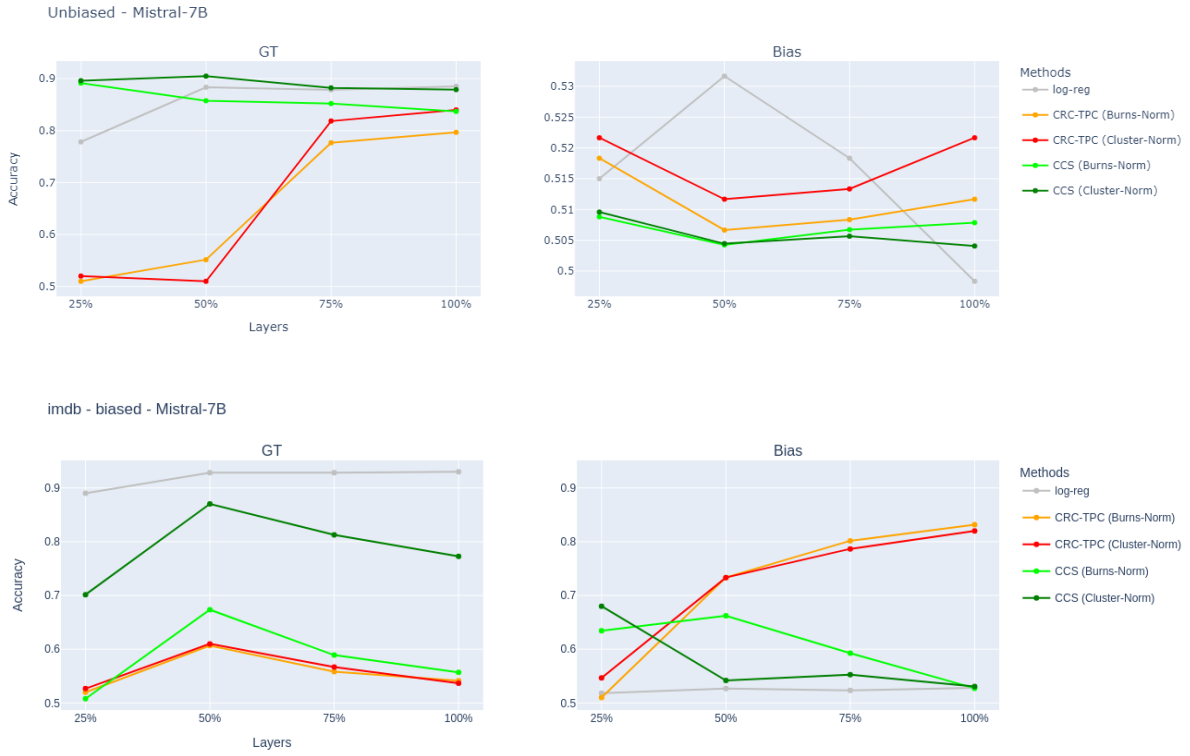 Unbiased - Mistral-7B
GT
Bias
Accuracy
0.9
0.8
0.7
0.6
0.5
25%
50%
75%
100%
Layers
0.53
0.525
0.52
0.515
0.51
0.505
0.5
25%
50%
75%
100%
Methods
log-reg
CRC-TPC (Burns-Norm)
CRC-TPC (Cluster-Norm)
CCS (Burns-Norm)
CCS (Cluster-Norm)
imdb - biased - Mistral-7B
GT
Bias
Accuracy
0.9
0.8
0.7
0.6
0.5
25%
50%
75%
100%
Layers
0.9
0.8
0.7
0.6
0.5
25%
50%
75%
100%
Methods
log-reg
CRC-TPC (Burns-Norm)
CRC-TPC (Cluster-Norm)
CCS (Burns-Norm)
CCS (Cluster-Norm)